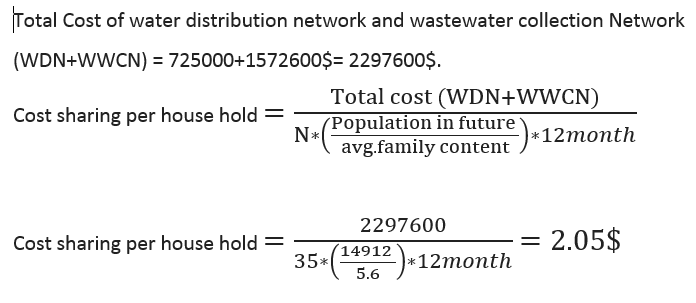 Total Cost of water distribution network and wastewater collection Network
(WDN+WWCN) = 725000+1572600$= 2297600$.
Cost sharing per house hold = Total cost (WDN+WWCN) / N*(Population in future / avg.family content)*12month
Cost sharing per house hold = 2297600 / 35*(14912 / 5.6)*12month = 2.05$